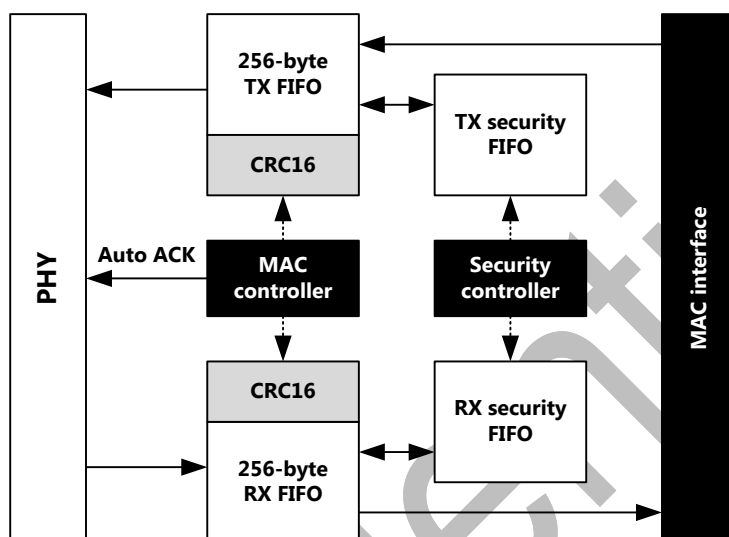 256-byte
TX FIFO
CRC16
TX security
FIFO
PHY
Auto ACK
MAC
controller
Security
controller
MAC interface
CRC16
256-byte
RX FIFO
RX security
FIFO